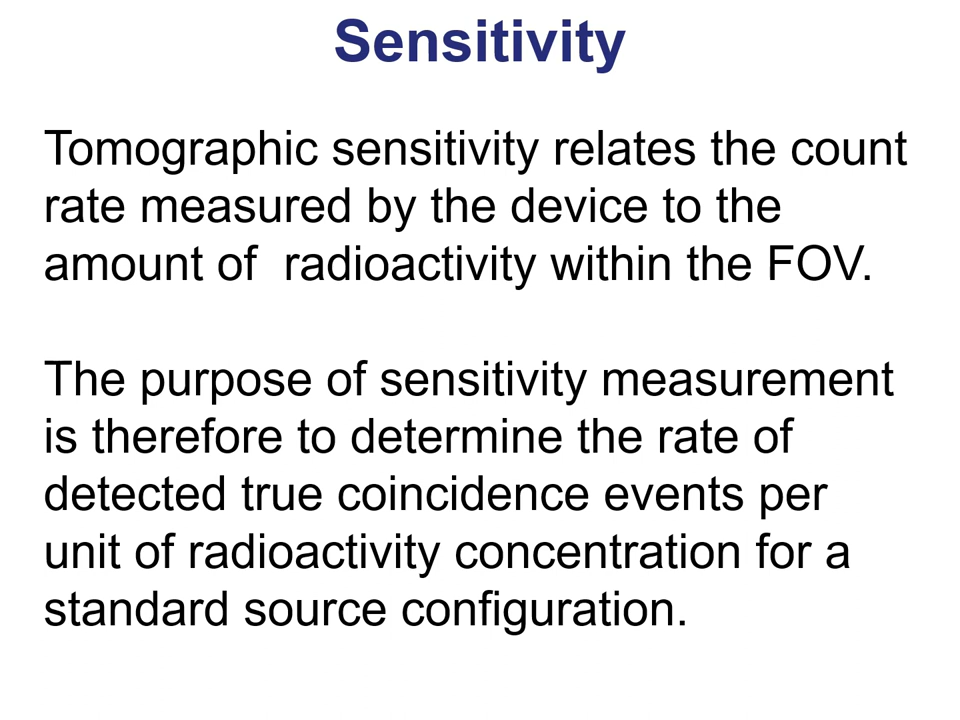 Sensitivity
Tomographic sensitivity relates the count
rate measured by the device to the
amount of  radioactivity within the FOV.
The purpose of sensitivity measurement
is therefore to determine the rate of
detected true coincidence events per
unit of radioactivity concentration for a
standard source configuration.